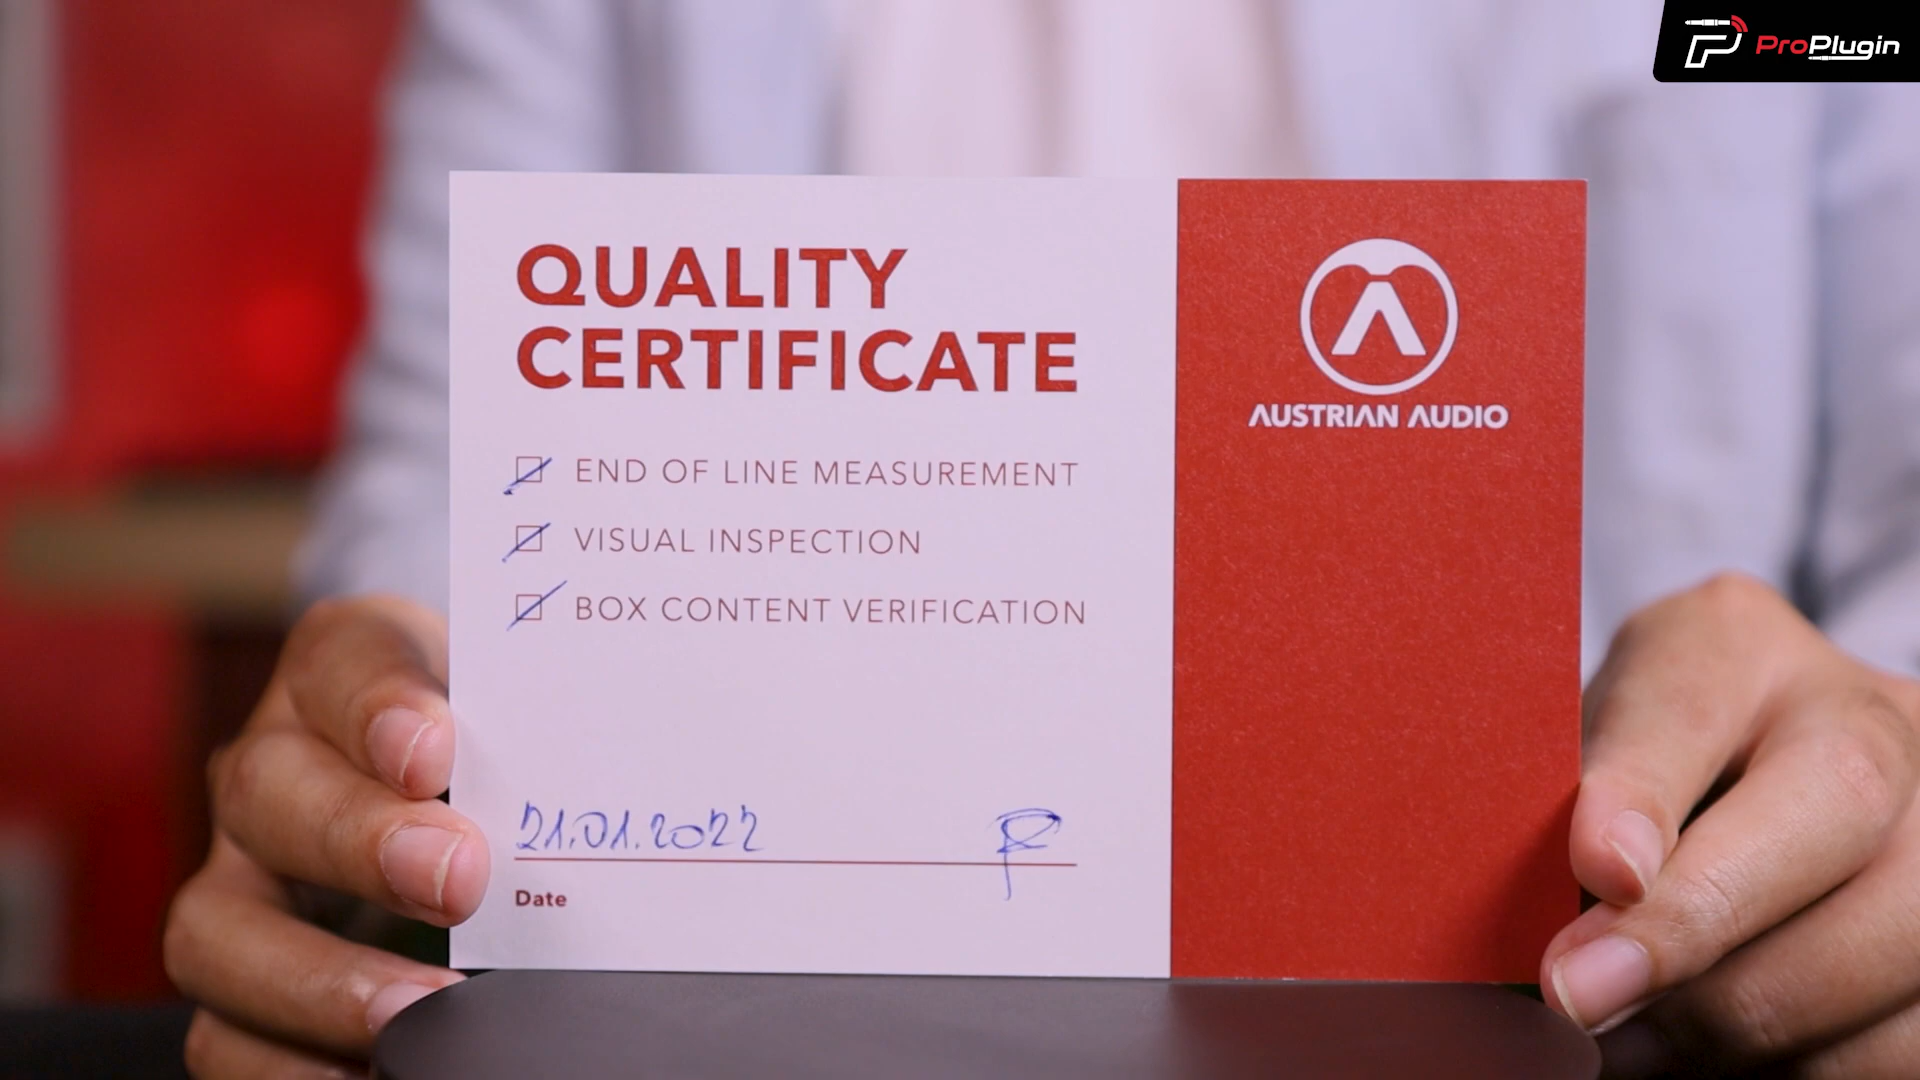 ProPlugin
QUALITY
CERTIFICATE
END OF LINE MEASUREMENT
VISUAL INSPECTION
BOX CONTENT VERIFICATION
21.01.2022
Date
AUSTRIAN AUDIO